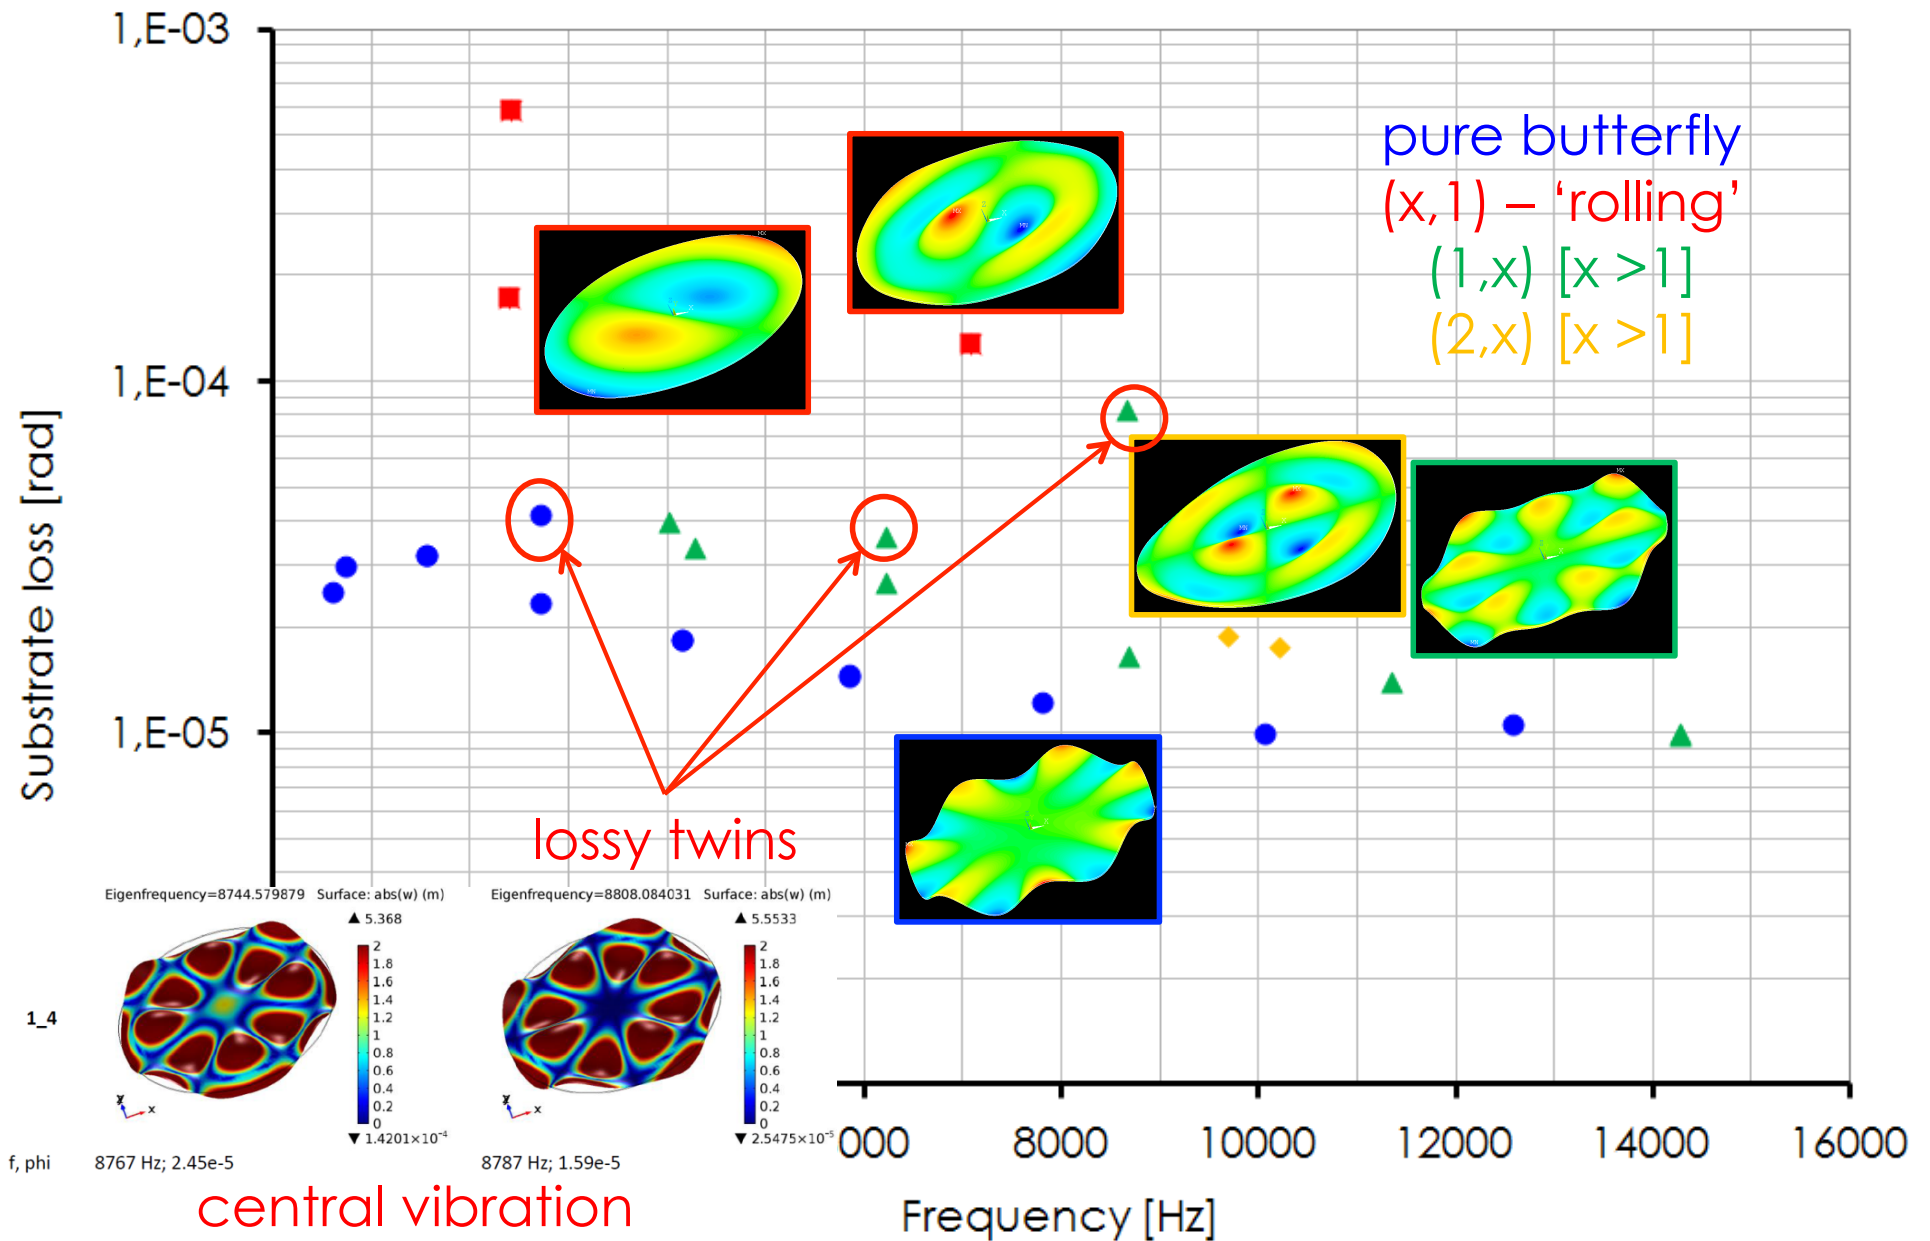 1,E-03
pure butterfly
(x,1) – ‘rolling’
(1,x) [x >1]
(2,x) [x >1]
1,E-04
Substrate loss [rad]
1,E-05
lossy twins
Eigenfrequency=8744.579879 Surface: abs(w) (m)
Eigenfrequency=8808.084031 Surface: abs(w) (m)
▲ 5.368
▲ 5.5533
2
1.8
1.6
1.4
1.2
1
0.8
0.6
0.4
0.2
0
2
1.8
1.6
1.4
1.2
1
0.8
0.6
0.4
0.2
0
1_4
y x
y x
▼ 1.4201×10⁻⁴
▼ 2.5475×10⁻⁵
000 8000 10000 12000 14000 16000
f, phi 8767 Hz; 2.45e-5 8787 Hz; 1.59e-5
central vibration
Frequency [Hz]